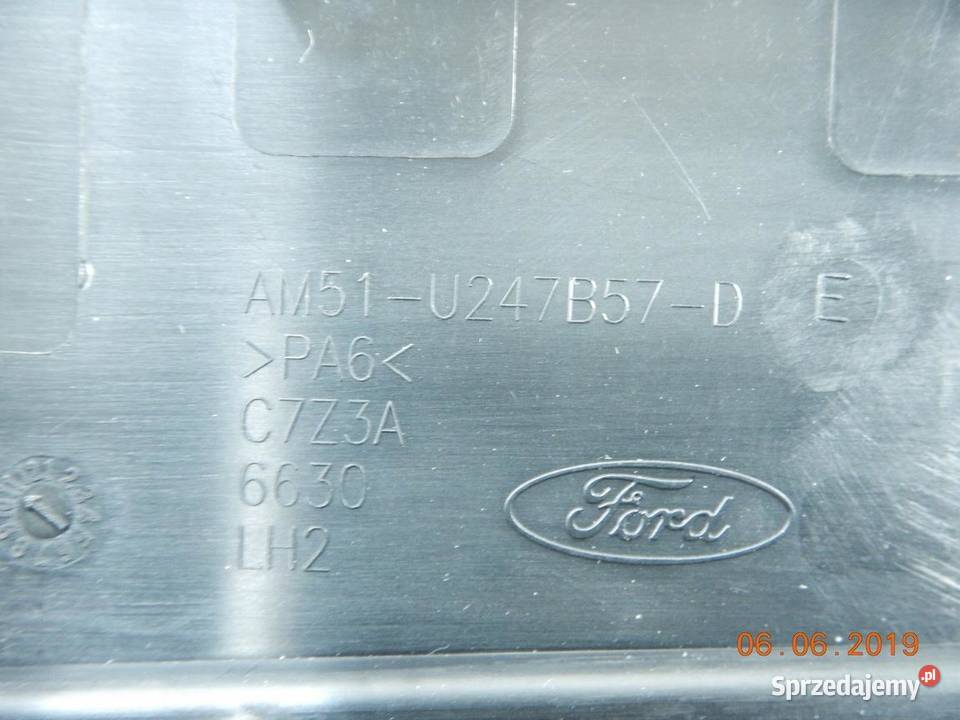 AM51-U247B57-D E
>PA6<
C7Z3A
6630
LH2
Ford
06.06.2019
Sprzedajemy.pl